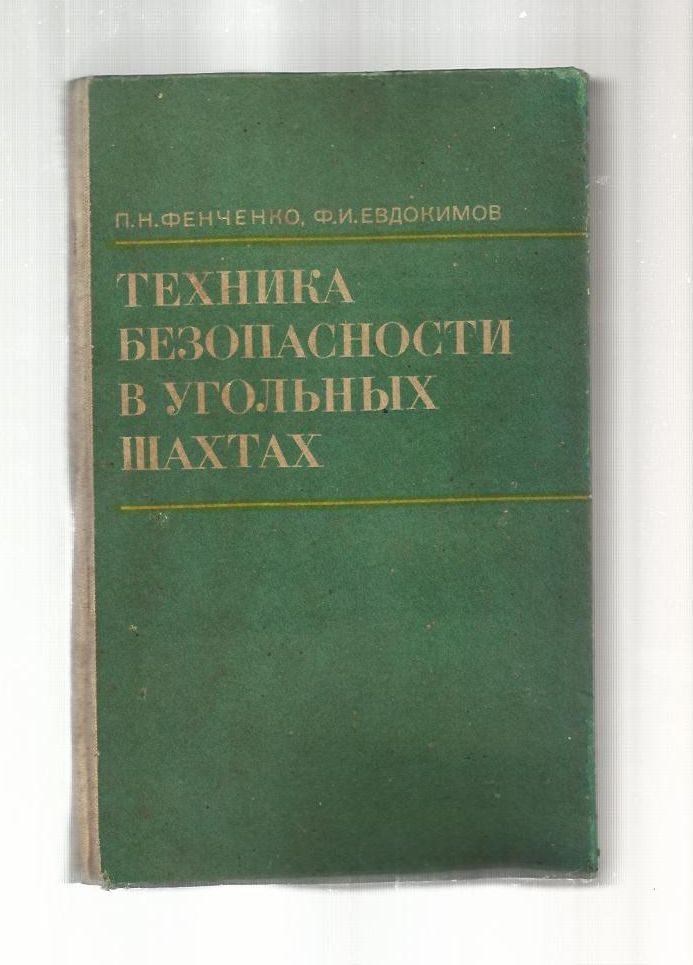 П.Н.ФЕНЧЕНКО, Ф.И.ЕВДОКИМОВ
ТЕХНИКА
БЕЗОПАСНОСТИ
В УГОЛЬНЫХ
ШАХТАХ